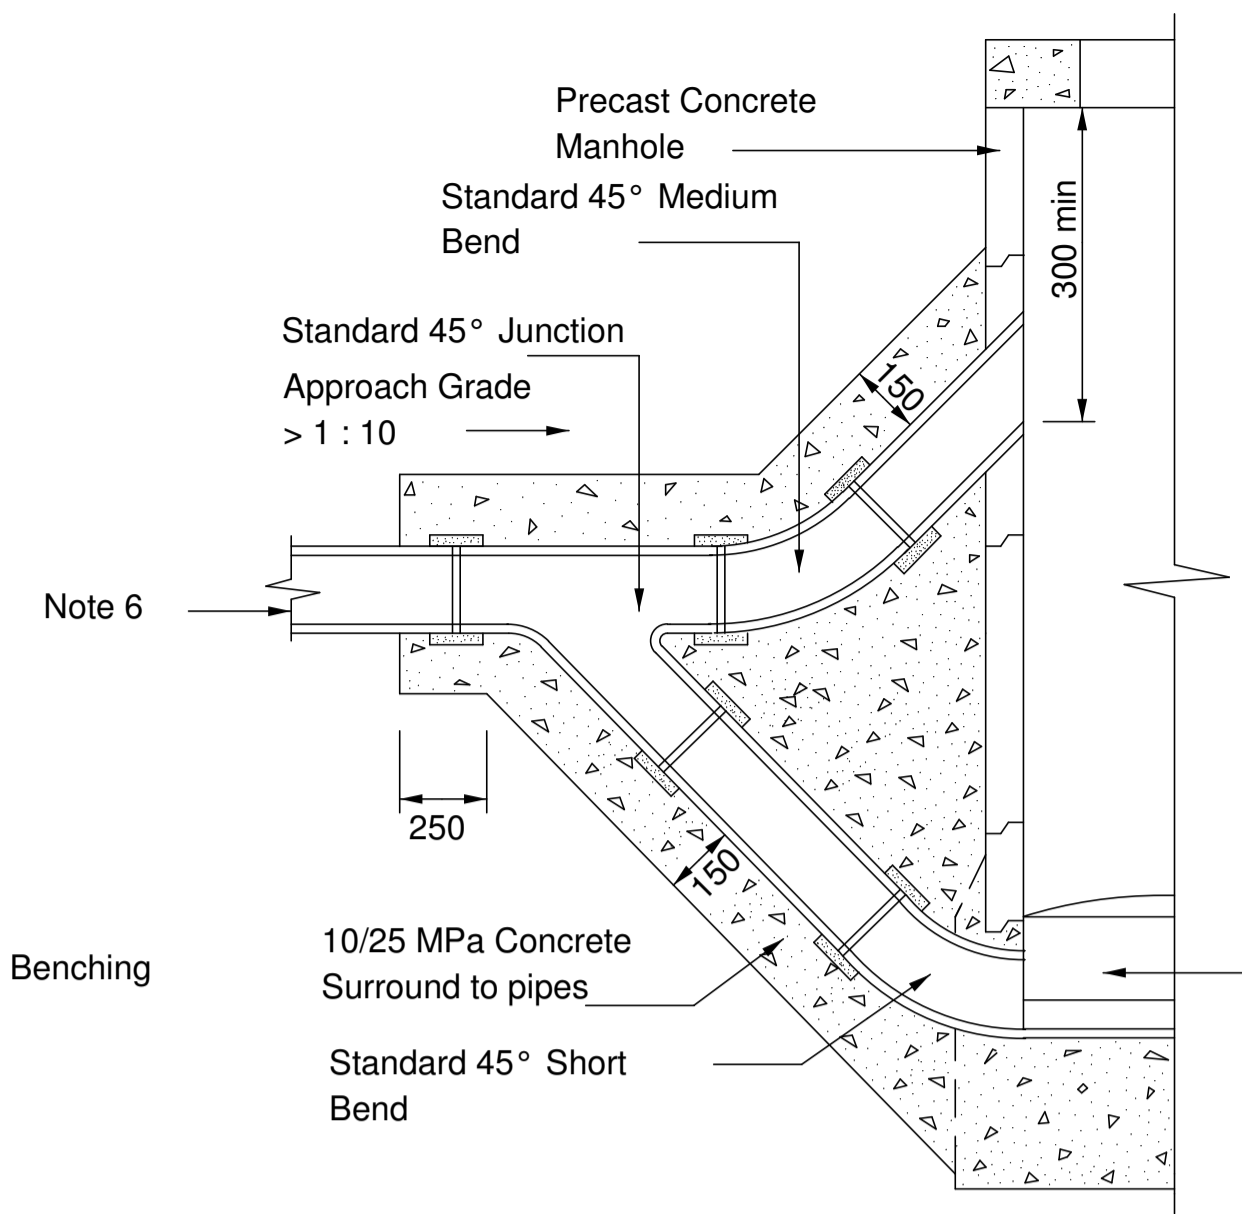 Precast Concrete
Manhole
Standard 45° Medium
Bend
300 min
Standard 45° Junction
Approach Grade
> 1 : 10
150
Note 6
250
150
10/25 MPa Concrete
Surround to pipes
Benching
Standard 45° Short
Bend